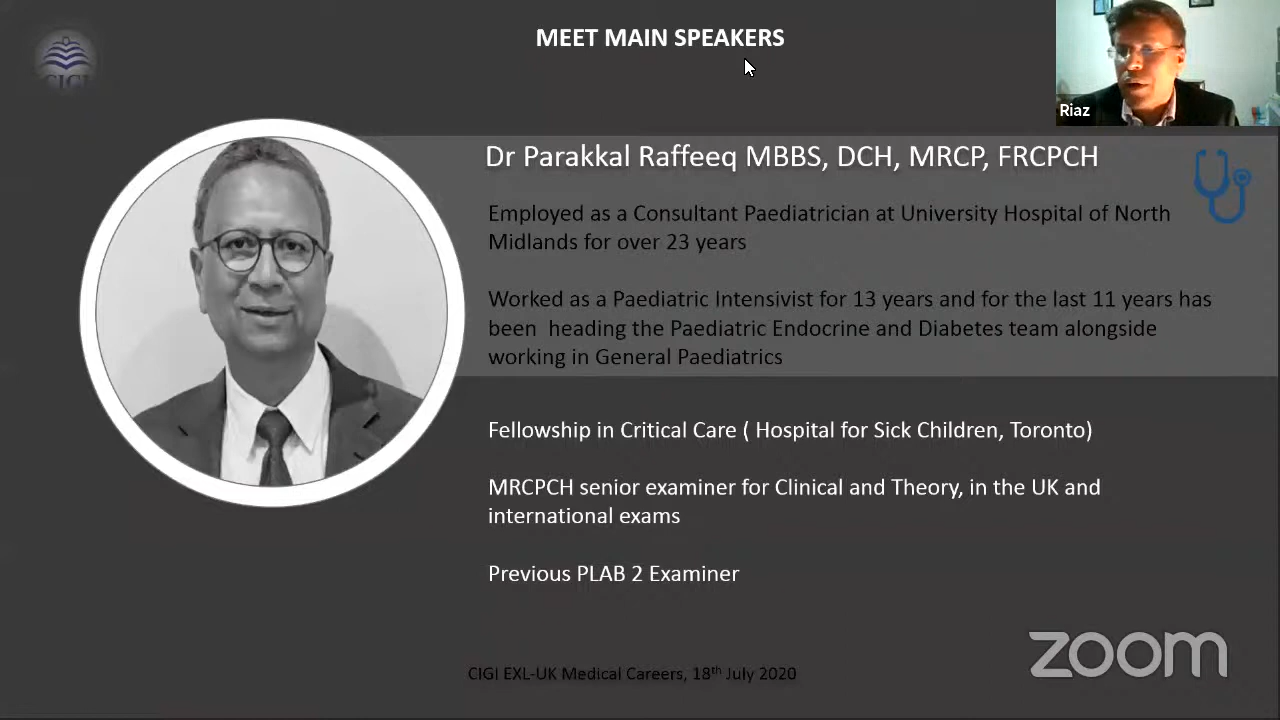 MEET MAIN SPEAKERS
CIGI
Riaz
Dr Parakkal Raffeeq MBBS, DCH, MRCP, FRCPCH
Employed as a Consultant Paediatrician at University Hospital of North
Midlands for over 23 years
Worked as a Paediatric Intensivist for 13 years and for the last 11 years has
been heading the Paediatric Endocrine and Diabetes team alongside
working in General Paediatrics
Fellowship in Critical Care ( Hospital for Sick Children, Toronto)
MRCPCH senior examiner for Clinical and Theory, in the UK and
international exams
Previous PLAB 2 Examiner
zoom
CIGI EXL-UK Medical Careers, 18th July 2020